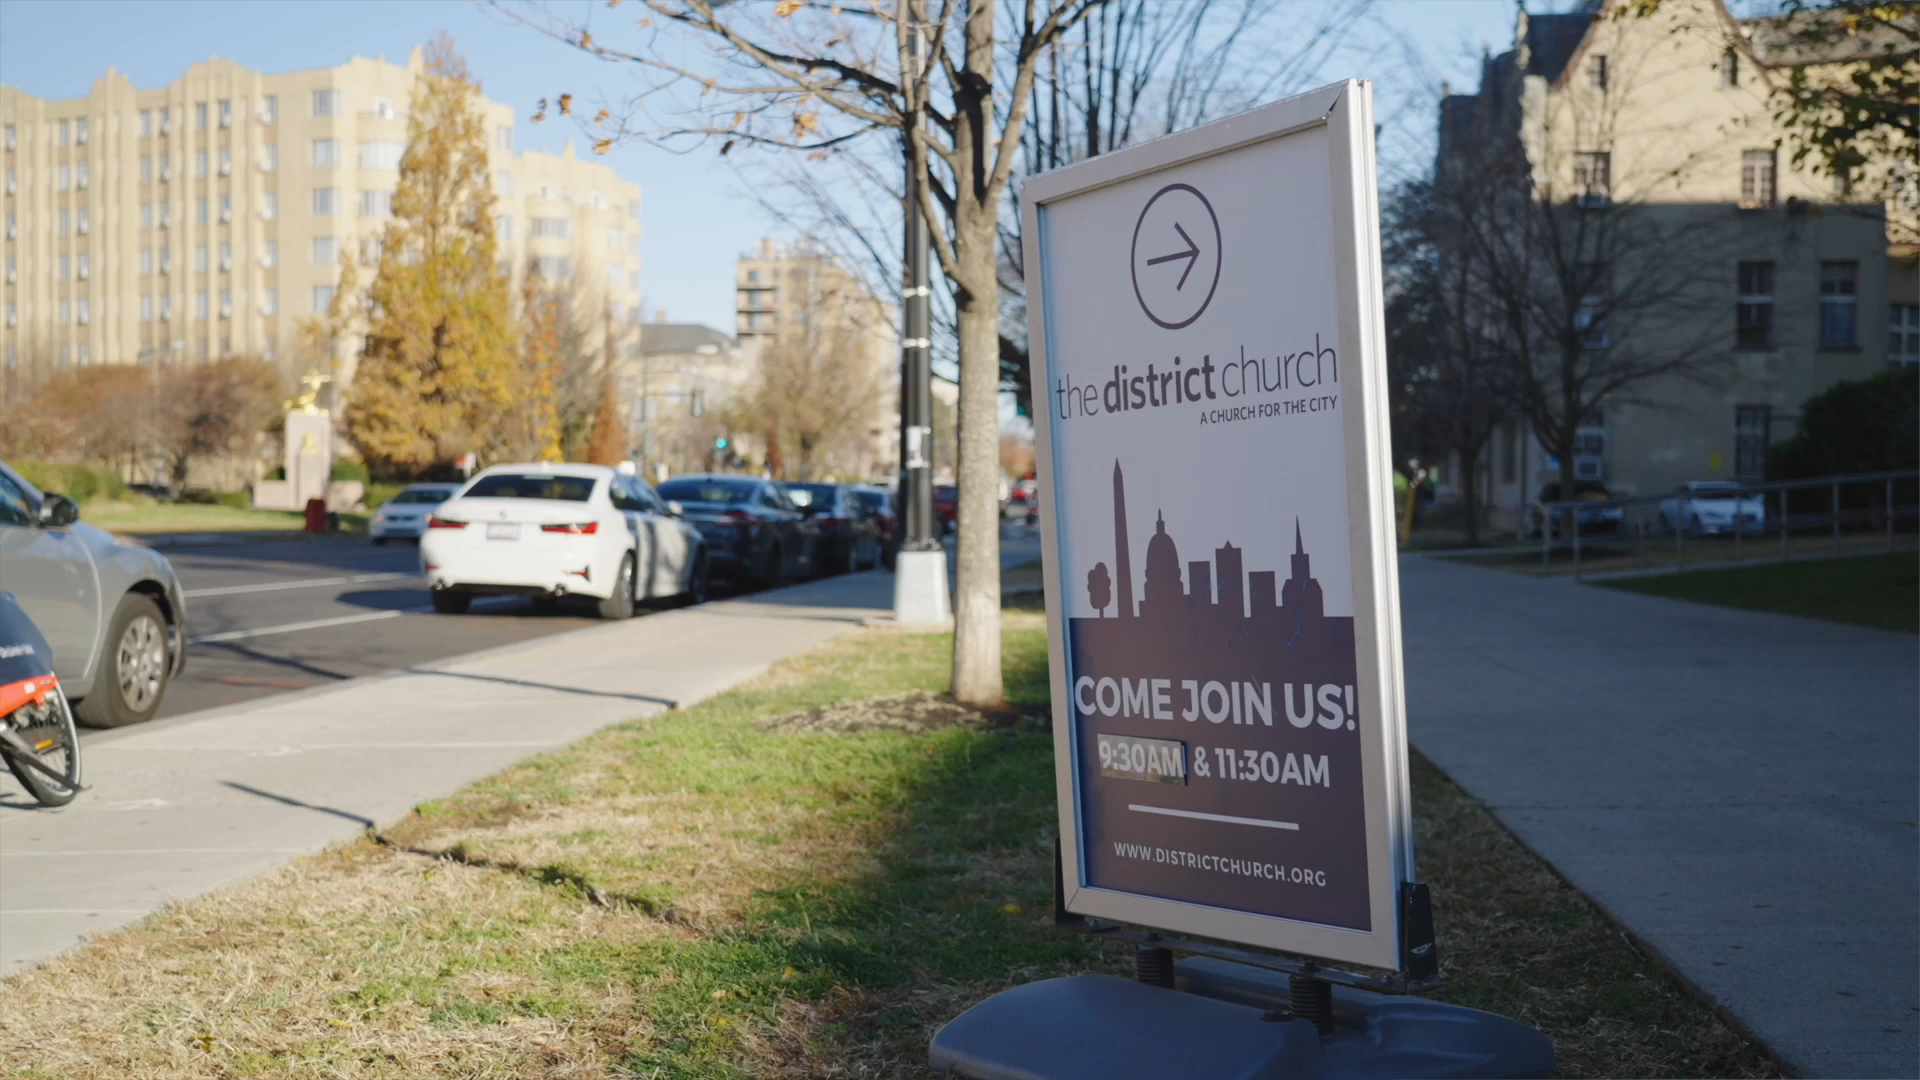 the district church
A CHURCH FOR THE CITY
COME JOIN US!
9:30AM & 11:30AM
WWW.DISTRICTCHURCH.ORG